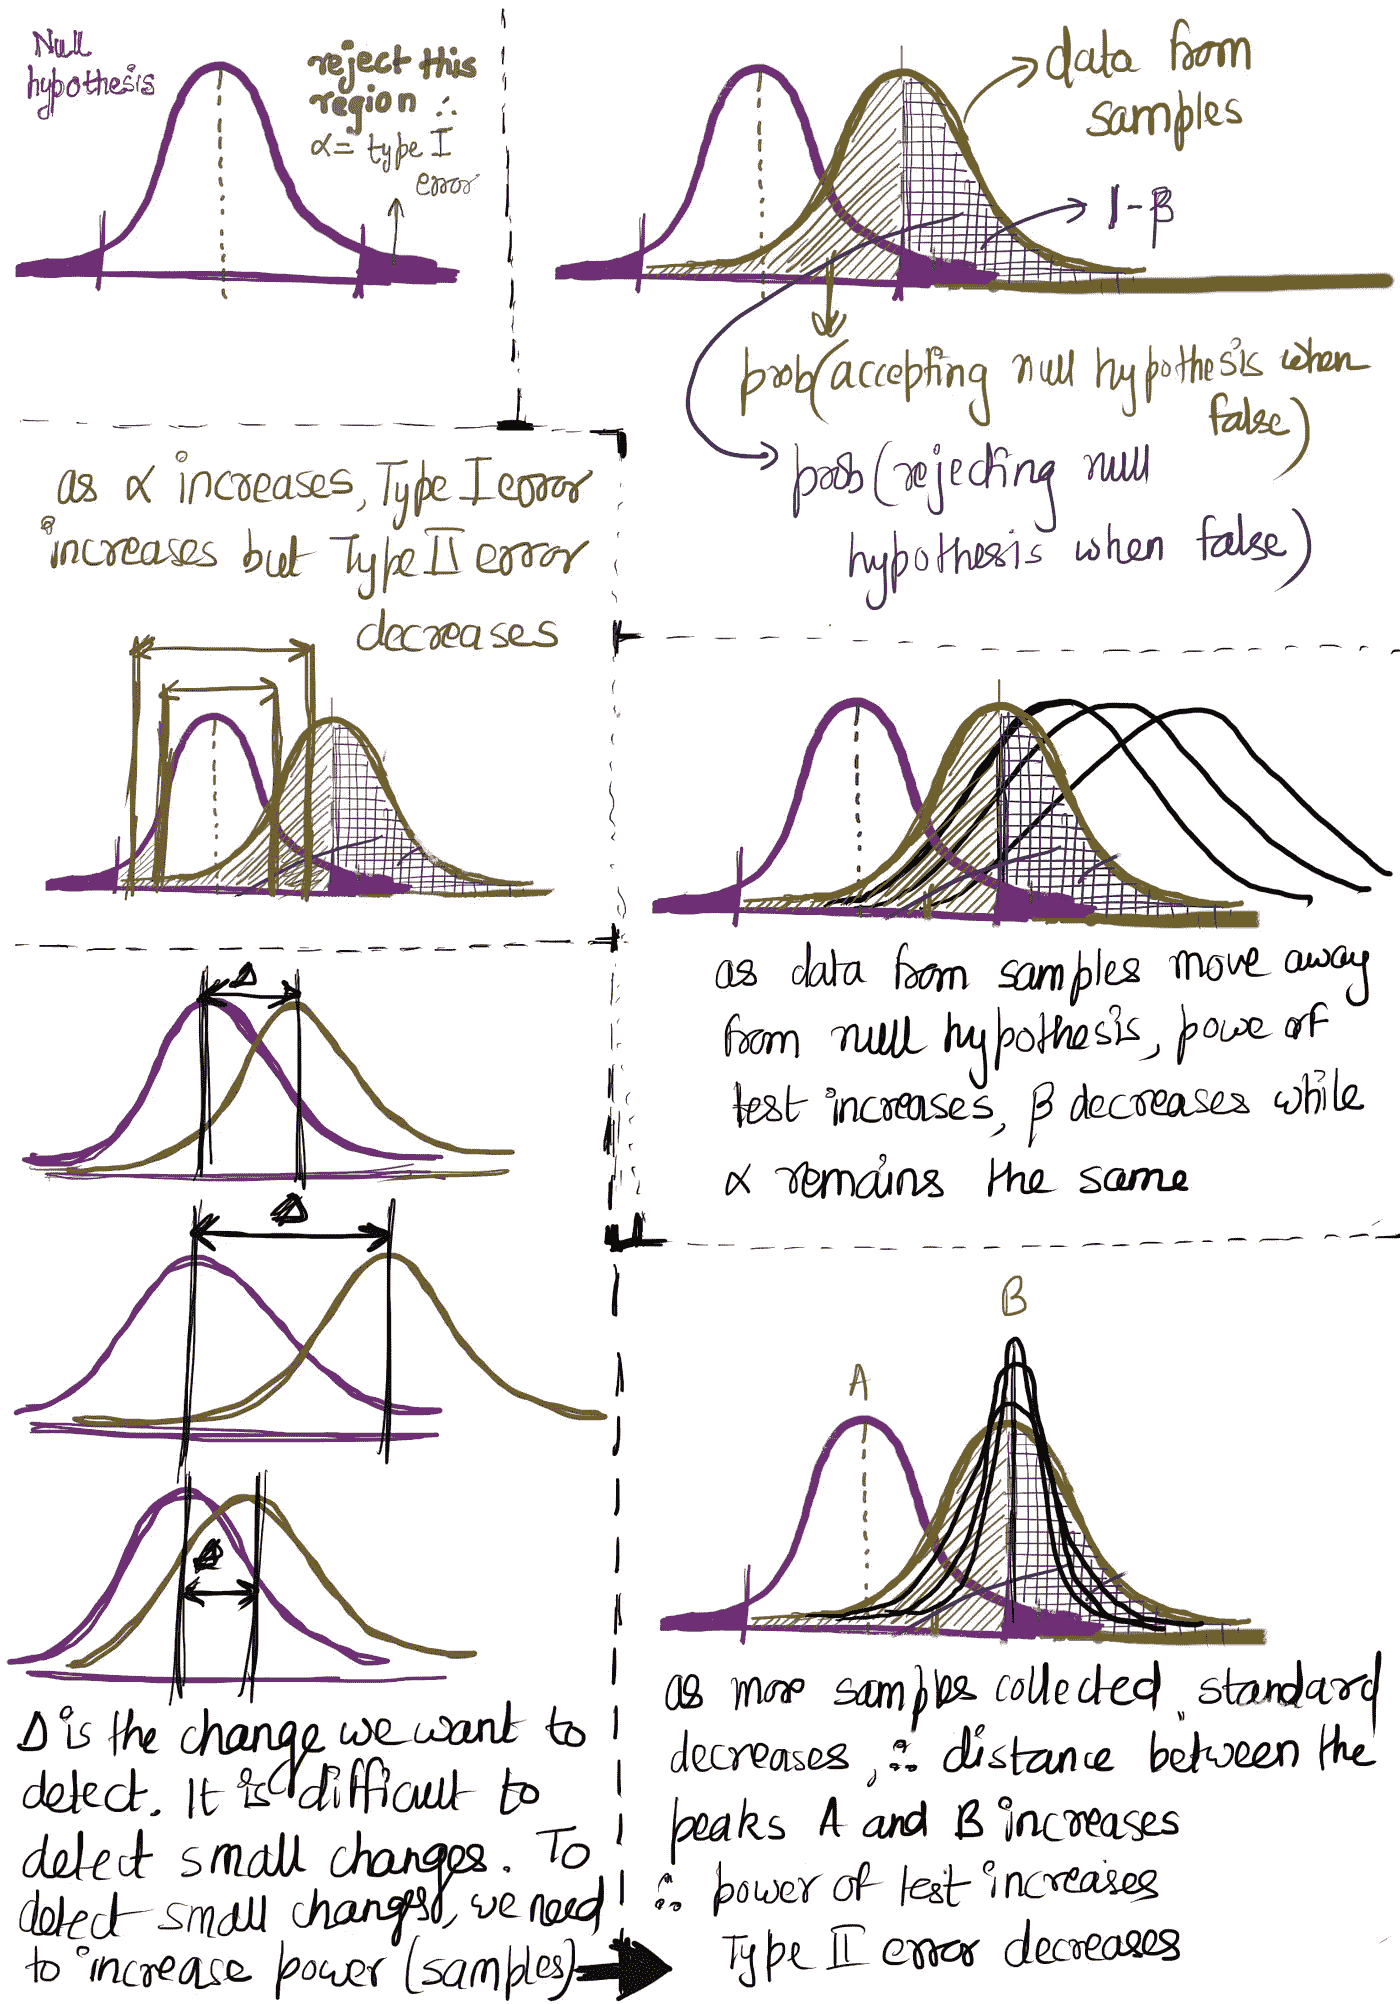 Null
hypothesis
reject this
region ∴
α = type I
error
data from
samples
1-β
prob(accepting null hypothesis when
false)
prob(rejecting null
hypothesis when false)
as α increases, Type I error
increases but Type II error
decreases
as data from samples move away
from null hypothesis, powe of
test increases, β decreases while
α remains the same
Δ
Δ
Δ
Δ is the change we want to
detect. It is difficult to
detect small changes. To
detect small changes, we need
to increase power (samples)
B
A
as more samples collected, standard
decreases, ∴ distance between the
peaks A and B increases
∴ power of test increases
Type II error decreases